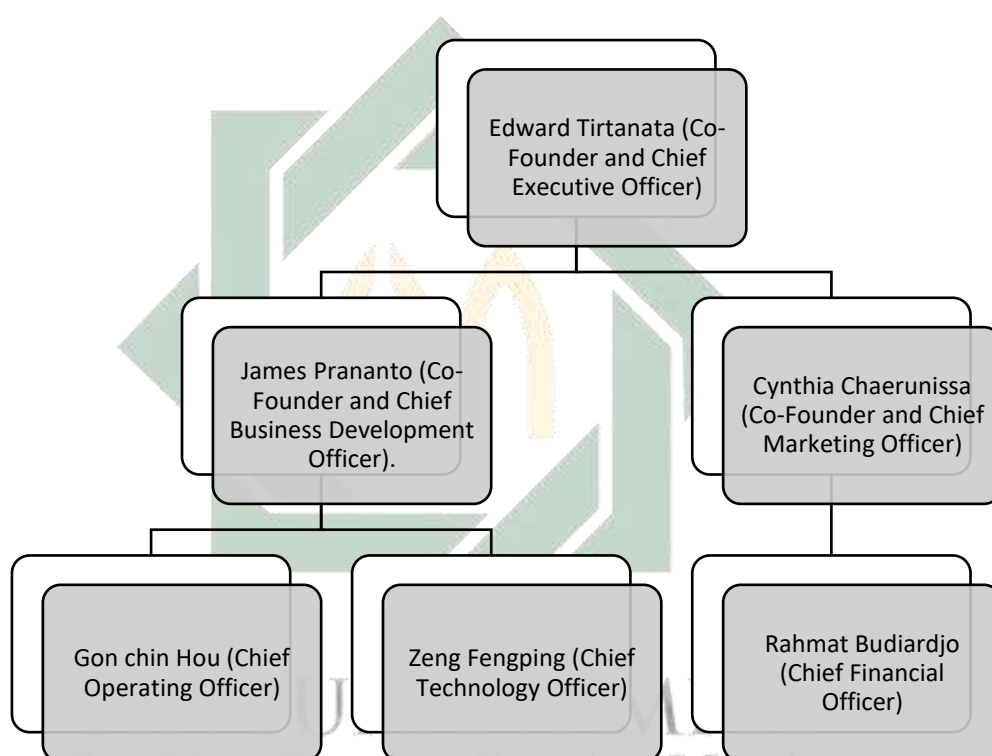 Edward Tirtanata (Co-
Founder and Chief
Executive Officer)
James Prananto (Co-
Founder and Chief
Business Development
Officer).
Cynthia Chaerunissa
(Co-Founder and Chief
Marketing Officer)
Gon chin Hou (Chief
Operating Officer)
Zeng Fengping (Chief
Technology Officer)
Rahmat Budiardjo
(Chief Financial
Officer)